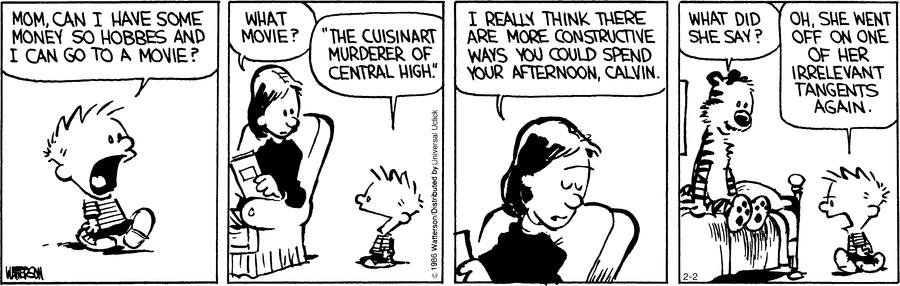 MOM, CAN I HAVE SOME
MONEY SO HOBBES AND
I CAN GO TO A MOVIE?
WATTERSON
WHAT
MOVIE?
"THE CUISINART
MURDERER OF
CENTRAL HIGH."
© 1986 Watterson/Distributed by Universal Uclick
I REALLY THINK THERE
ARE MORE CONSTRUCTIVE
WAYS YOU COULD SPEND
YOUR AFTERNOON, CALVIN.
WHAT DID
SHE SAY?
OH, SHE WENT
OFF ON ONE
OF HER
IRRELEVANT
TANGENTS
AGAIN.
2-2